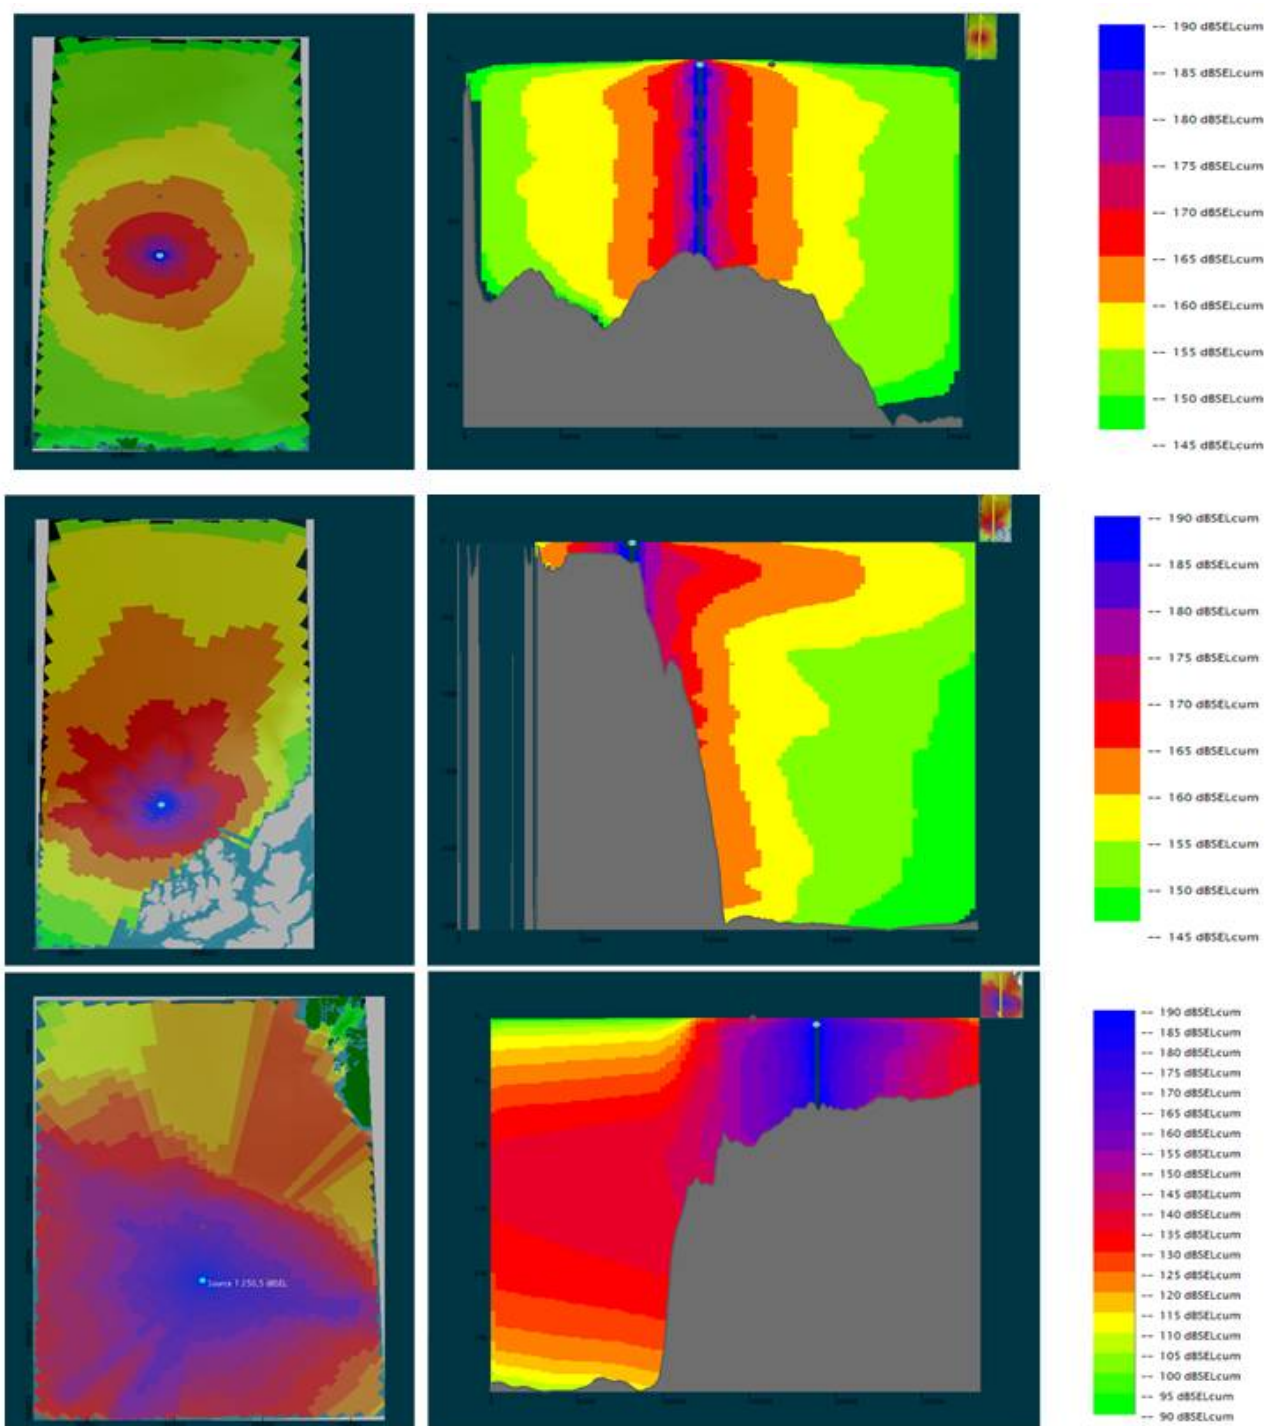 -- 190 dBSELcum
-- 185 dBSELcum
-- 180 dBSELcum
-- 175 dBSELcum
-- 170 dBSELcum
-- 165 dBSELcum
-- 160 dBSELcum
-- 155 dBSELcum
-- 150 dBSELcum
-- 145 dBSELcum
-- 190 dBSELcum
-- 185 dBSELcum
-- 180 dBSELcum
-- 175 dBSELcum
-- 170 dBSELcum
-- 165 dBSELcum
-- 160 dBSELcum
-- 155 dBSELcum
-- 150 dBSELcum
-- 145 dBSELcum
-- 190 dBSELcum
-- 185 dBSELcum
-- 180 dBSELcum
-- 175 dBSELcum
-- 170 dBSELcum
-- 165 dBSELcum
-- 160 dBSELcum
-- 155 dBSELcum
-- 150 dBSELcum
-- 145 dBSELcum
-- 140 dBSELcum
-- 135 dBSELcum
-- 130 dBSELcum
-- 125 dBSELcum
-- 120 dBSELcum
-- 115 dBSELcum
-- 110 dBSELcum
-- 105 dBSELcum
-- 100 dBSELcum
-- 95 dBSELcum
-- 90 dBSELcum
Source